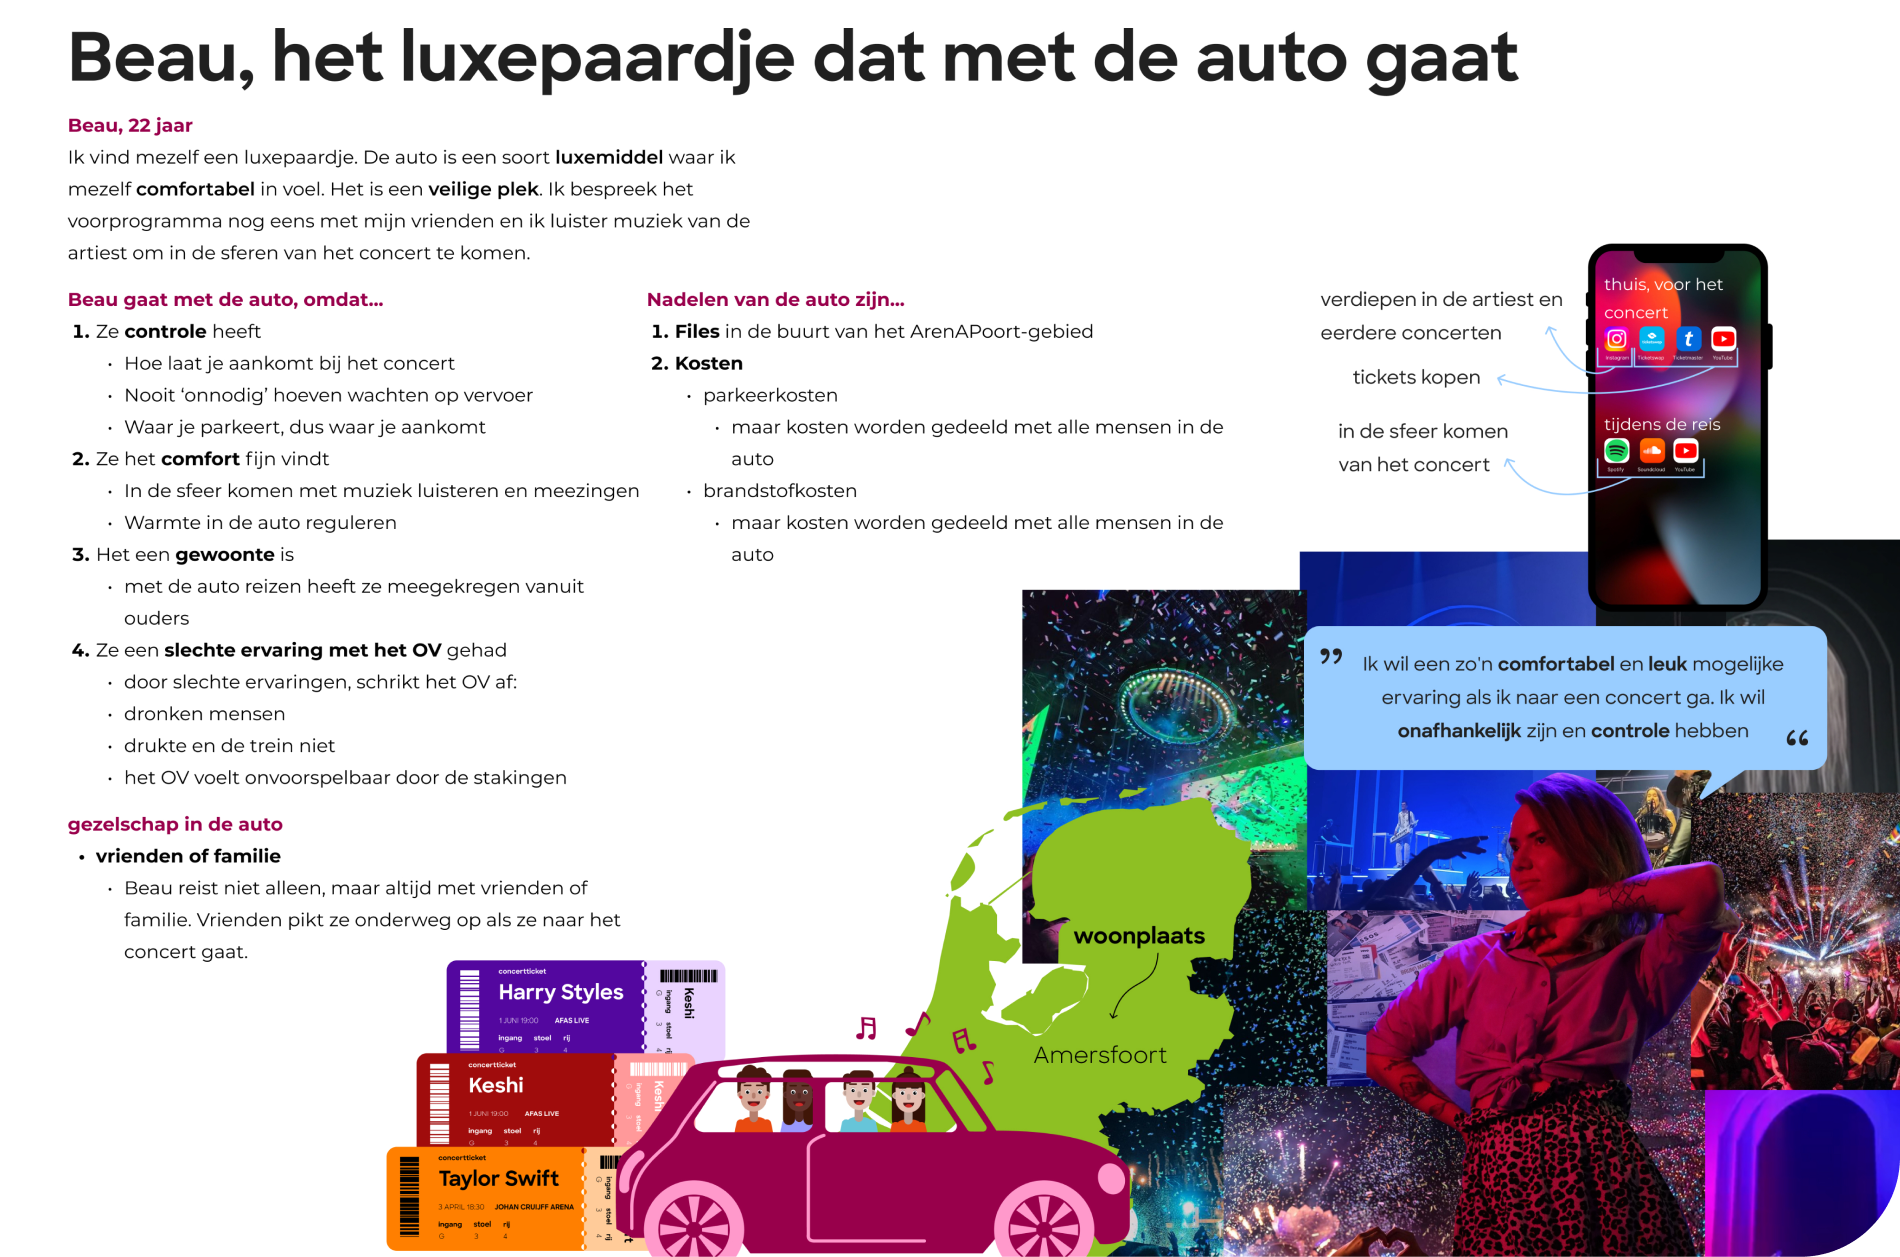 Beau, het luxepaardje dat met de auto gaat
Beau, 22 jaar
Ik vind mezelf een luxepaardje. De auto is een soort luxemiddel waar ik
mezelf comfortabel in voel. Het is een veilige plek. Ik bespreek het
voorprogramma nog eens met mijn vrienden en ik luister muziek van de
artiest om in de sferen van het concert te komen.
Beau gaat met de auto, omdat...
1. Ze controle heeft
• Hoe laat je aankomt bij het concert
• Nooit ‘onnodig’ hoeven wachten op vervoer
• Waar je parkeert, dus waar je aankomt
2. Ze het comfort fijn vindt
• In de sfeer komen met muziek luisteren en meezingen
• Warmte in de auto reguleren
3. Het een gewoonte is
• met de auto reizen heeft ze meegekregen vanuit
ouders
4. Ze een slechte ervaring met het OV gehad
• door slechte ervaringen, schrikt het OV af:
• dronken mensen
• drukte en de trein niet
• het OV voelt onvoorspelbaar door de stakingen
gezelschap in de auto
• vrienden of familie
• Beau reist niet alleen, maar altijd met vrienden of
familie. Vrienden pikt ze onderweg op als ze naar het
concert gaat.
Nadelen van de auto zijn...
1. Files in de buurt van het ArenAPoort-gebied
2. Kosten
• parkeerkosten
• maar kosten worden gedeeld met alle mensen in de
auto
• brandstofkosten
• maar kosten worden gedeeld met alle mensen in de
auto
verdiepen in de artiest en
eerdere concerten
tickets kopen
in de sfeer komen
van het concert
thuis, voor het
concert
Instagram Ticketswap Ticketmaster YouTube
tijdens de reis
Spotify Soundcloud YouTube
” Ik wil een zo'n comfortabel en leuk mogelijke
ervaring als ik naar een concert ga. Ik wil
onafhankelijk zijn en controle hebben “
woonplaats
Amersfoort
concertticket
Harry Styles
1 JUNI 19:00 AFAS LIVE
ingang stoel rij
G 3 4
Keshi
ingang stoel rij
G 3 4
concertticket
Keshi
1 JUNI 19:00 AFAS LIVE
ingang stoel rij
G 3 4
Keshi
ingang stoel
G 3
concertticket
Taylor Swift
3 APRIL 18:30 JOHAN CRUIJFF ARENA
ingang stoel rij
G 3 4
ingang stoel rij
G 3 4